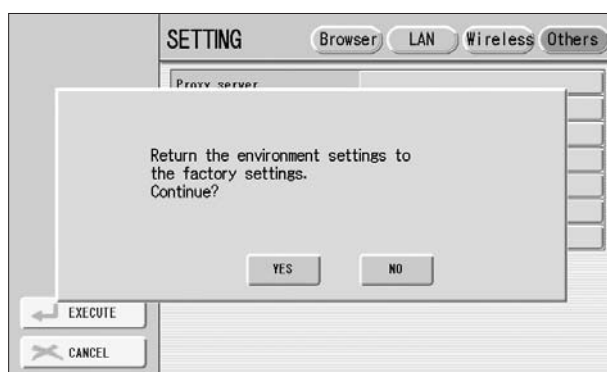 SETTING
Browser LAN Wireless Others
Proxy server
Return the environment settings to
the factory settings.
Continue?
YES NO
EXECUTE
CANCEL